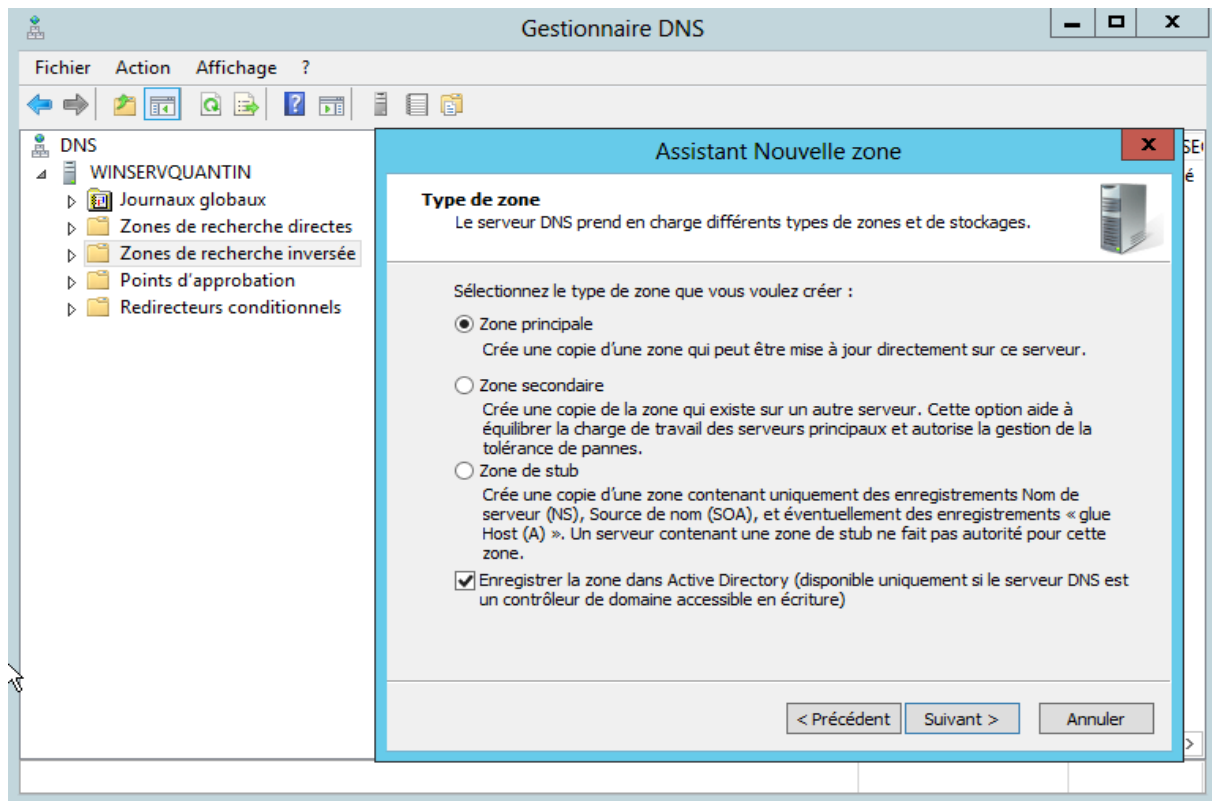 Gestionnaire DNS
Fichier Action Affichage ?
DNS
WINSERVQUANTIN
Journaux globaux
Zones de recherche directes
Zones de recherche inversée
Points d'approbation
Redirecteurs conditionnels
Assistant Nouvelle zone
Type de zone
Le serveur DNS prend en charge différents types de zones et de stockages.
Sélectionnez le type de zone que vous voulez créer :
Zone principale
Crée une copie d'une zone qui peut être mise à jour directement sur ce serveur.
Zone secondaire
Crée une copie de la zone qui existe sur un autre serveur. Cette option aide à
équilibrer la charge de travail des serveurs principaux et autorise la gestion de la
tolérance de pannes.
Zone de stub
Crée une copie d'une zone contenant uniquement des enregistrements Nom de
serveur (NS), Source de nom (SOA), et éventuellement des enregistrements « glue
Host (A) ». Un serveur contenant une zone de stub ne fait pas autorité pour cette
zone.
Enregistrer la zone dans Active Directory (disponible uniquement si le serveur DNS est
un contrôleur de domaine accessible en écriture)
< Précédent Suivant > Annuler